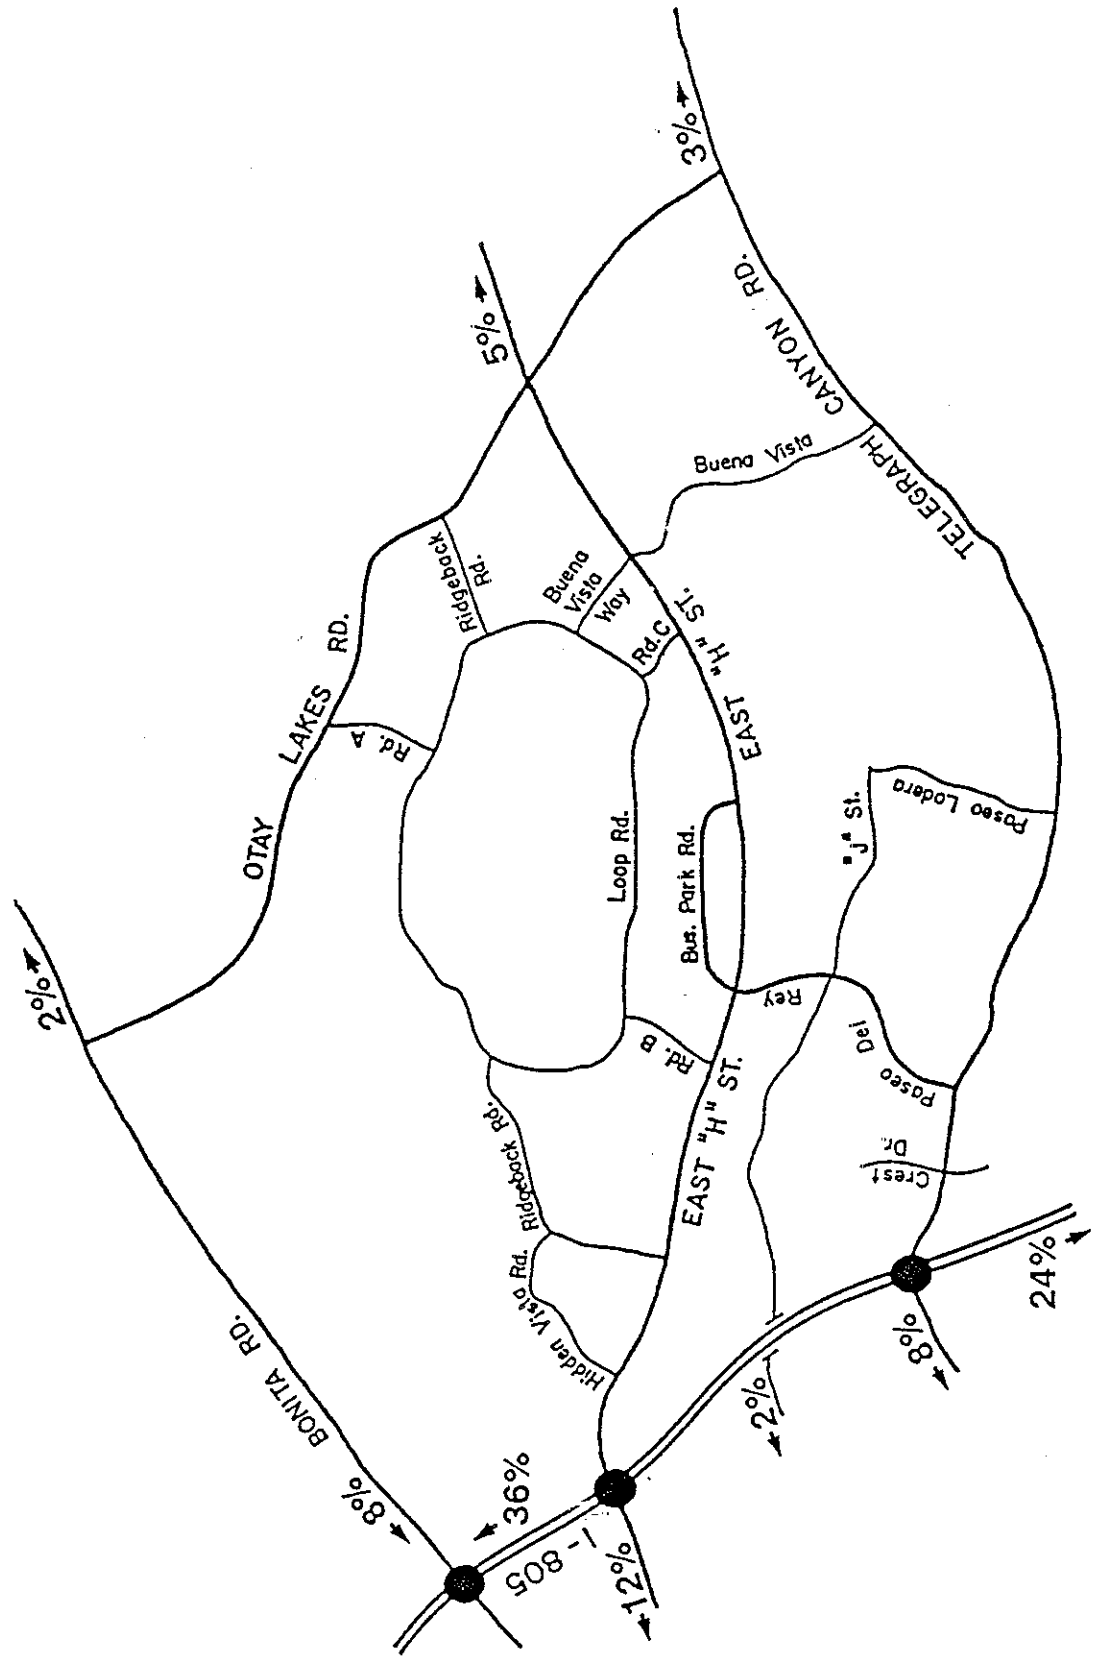 2%
BONITA RD.
8%
OTAY
LAKES
RD.
Rd. A
Ridgeback
Rd.
5%
3%
Buena
Vista
Way
Rd. C
Loop Rd.
Bus. Park Rd.
Rd. B
Ridgeback Rd.
Hidden Vista Rd.
EAST "H" ST.
EAST "H" ST.
Buena Vista
TELEGRAPH
CANYON
RD.
"J" St.
Paseo Lodera
Paseo Del
Rey
Crest
Dr.
I-805
36%
12%
2%
8%
24%